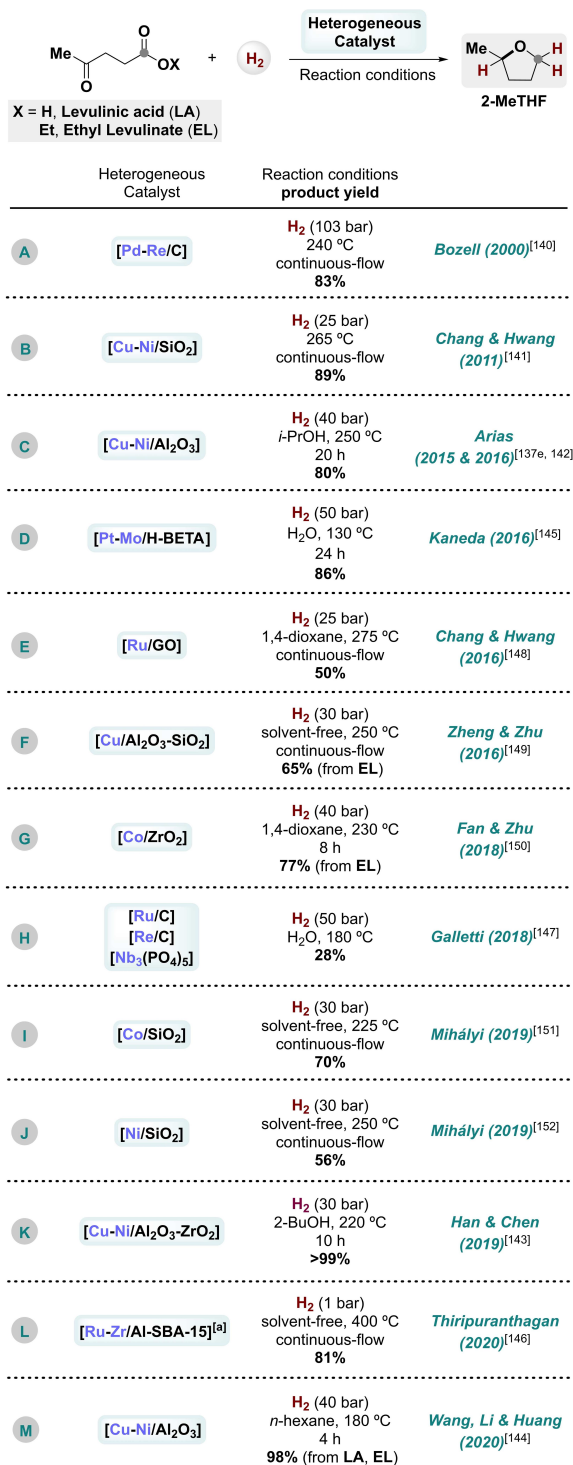 Me
O
O
OX
+
H2
Heterogeneous
Catalyst
Reaction conditions
Me
O
H
H
H
2-MeTHF
X = H, Levulinic acid (LA)
Et, Ethyl Levulinate (EL)
Heterogeneous
Catalyst
Reaction conditions
product yield
A
[Pd-Re/C]
H2 (103 bar)
240 ºC
continuous-flow
83%
Bozell (2000)[140]
B
[Cu-Ni/SiO2]
H2 (25 bar)
265 ºC
continuous-flow
89%
Chang & Hwang
(2011)[141]
C
[Cu-Ni/Al2O3]
H2 (40 bar)
i-PrOH, 250 ºC
20 h
80%
Arias
(2015 & 2016)[137e, 142]
D
[Pt-Mo/H-BETA]
H2 (50 bar)
H2O, 130 ºC
24 h
86%
Kaneda (2016)[145]
E
[Ru/GO]
H2 (25 bar)
1,4-dioxane, 275 ºC
continuous-flow
50%
Chang & Hwang
(2016)[148]
F
[Cu/Al2O3-SiO2]
H2 (30 bar)
solvent-free, 250 ºC
continuous-flow
65% (from EL)
Zheng & Zhu
(2016)[149]
G
[Co/ZrO2]
H2 (40 bar)
1,4-dioxane, 230 ºC
8 h
77% (from EL)
Fan & Zhu
(2018)[150]
H
[Ru/C]
[Re/C]
[Nb3(PO4)5]
H2 (50 bar)
H2O, 180 ºC
28%
Galletti (2018)[147]
I
[Co/SiO2]
H2 (30 bar)
solvent-free, 225 ºC
continuous-flow
70%
Mihályi (2019)[151]
J
[Ni/SiO2]
H2 (30 bar)
solvent-free, 250 ºC
continuous-flow
56%
Mihályi (2019)[152]
K
[Cu-Ni/Al2O3-ZrO2]
H2 (30 bar)
2-BuOH, 220 ºC
10 h
>99%
Han & Chen
(2019)[143]
L
[Ru-Zr/Al-SBA-15][a]
H2 (1 bar)
solvent-free, 400 ºC
continuous-flow
81%
Thiripuranthagan
(2020)[146]
M
[Cu-Ni/Al2O3]
H2 (40 bar)
n-hexane, 180 ºC
4 h
98% (from LA, EL)
Wang, Li & Huang
(2020)[144]